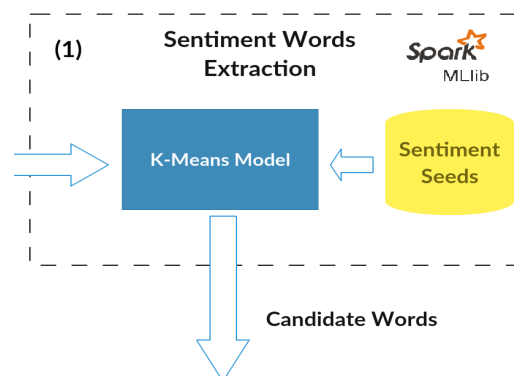 (1)
Sentiment Words
Extraction
Spark
MLlib
K-Means Model
Sentiment
Seeds
Candidate Words